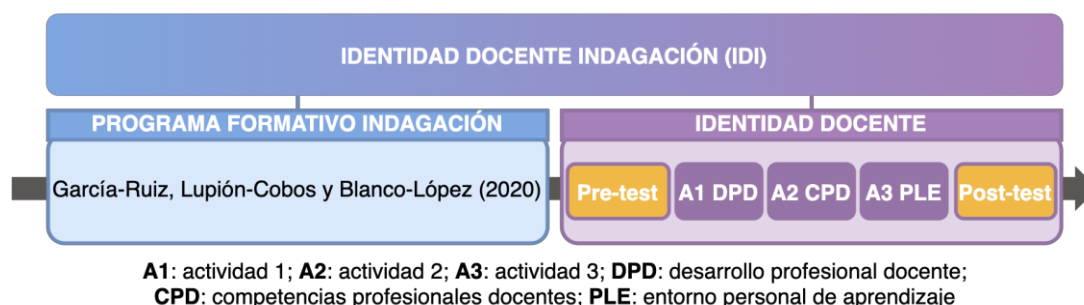 IDENTIDAD DOCENTE INDAGACIÓN (IDI)
PROGRAMA FORMATIVO INDAGACIÓN
García-Ruiz, Lupión-Cobos y Blanco-López (2020)
IDENTIDAD DOCENTE
Pre-test
A1 DPD
A2 CPD
A3 PLE
Post-test
A1: actividad 1; A2: actividad 2; A3: actividad 3; DPD: desarrollo profesional docente;
CPD: competencias profesionales docentes; PLE: entorno personal de aprendizaje